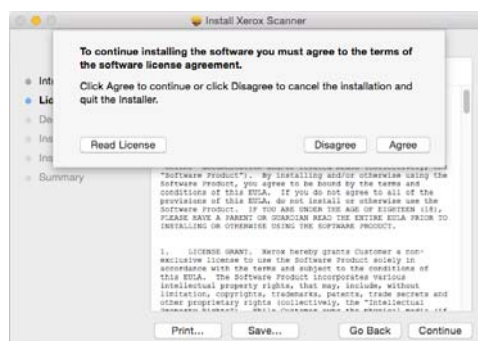 Install Xerox Scanner
To continue installing the software you must agree to the terms of
the software license agreement.
Click Agree to continue or click Disagree to cancel the installation and
quit the Installer.
Read License
Disagree
Agree
Int
Lic
De
Ins
Ins
Summary
"Software Product"). By installing and/or otherwise using the
Software Product, you agree to be bound by the terms and
conditions of this EULA. If you do not agree to all of the
provisions of this EULA, do not install or otherwise use the
Software Product. IF YOU ARE UNDER THE AGE OF EIGHTEEN (18),
PLEASE HAVE A PARENT OR GUARDIAN READ THE ENTIRE EULA PRIOR TO
INSTALLING OR OTHERWISE USING THE SOFTWARE PRODUCT.
1. LICENSE GRANT. Xerox hereby grants Customer a non-
exclusive license to use the Software Product solely in
accordance with the terms and subject to the conditions of
this EULA. The Software Product incorporates various
intellectual property rights, that may, include, without
limitation, copyrights, trademarks, patents, trade secrets and
other proprietary rights (collectively, the "Intellectual
Print...
Save...
Go Back
Continue